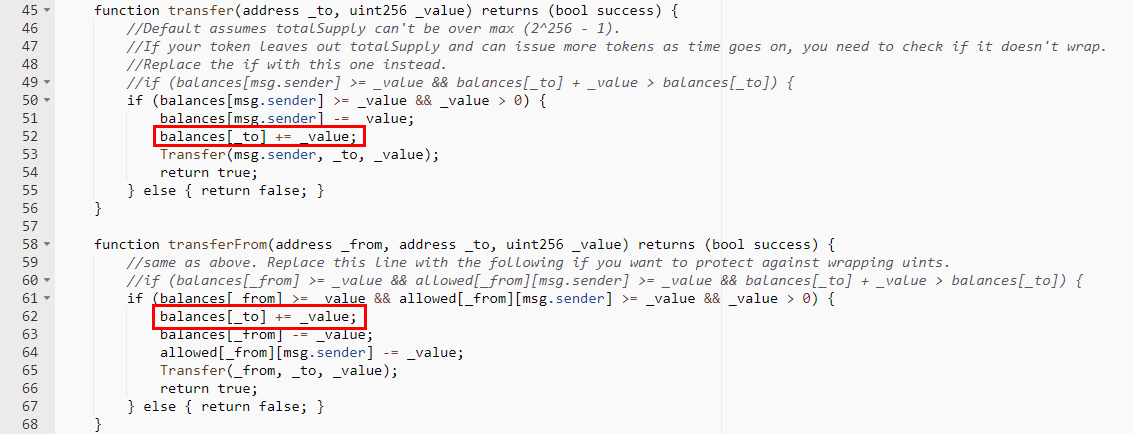 45 function transfer(address _to, uint256 _value) returns (bool success) {
46 //Default assumes totalSupply can't be over max (2^256 - 1).
47 //If your token leaves out totalSupply and can issue more tokens as time goes on, you need to check if it doesn't wrap.
48 //Replace the if with this one instead.
49 //if (balances[msg.sender] >= _value && balances[_to] + _value > balances[_to]) {
50 if (balances[msg.sender] >= _value && _value > 0) {
51 balances[msg.sender] -= _value;
52 balances[_to] += _value;
53 Transfer(msg.sender, _to, _value);
54 return true;
55 } else { return false; }
56 }
57
58 function transferFrom(address _from, address _to, uint256 _value) returns (bool success) {
59 //same as above. Replace this line with the following if you want to protect against wrapping uints.
60 //if (balances[_from] >= _value && allowed[_from][msg.sender] >= _value && balances[_to] + _value > balances[_to]) {
61 if (balances[_from] >= _value && allowed[_from][msg.sender] >= _value && _value > 0) {
62 balances[_to] += _value;
63 balances[_from] -= _value;
64 allowed[_from][msg.sender] -= _value;
65 Transfer(_from, _to, _value);
66 return true;
67 } else { return false; }
68 }